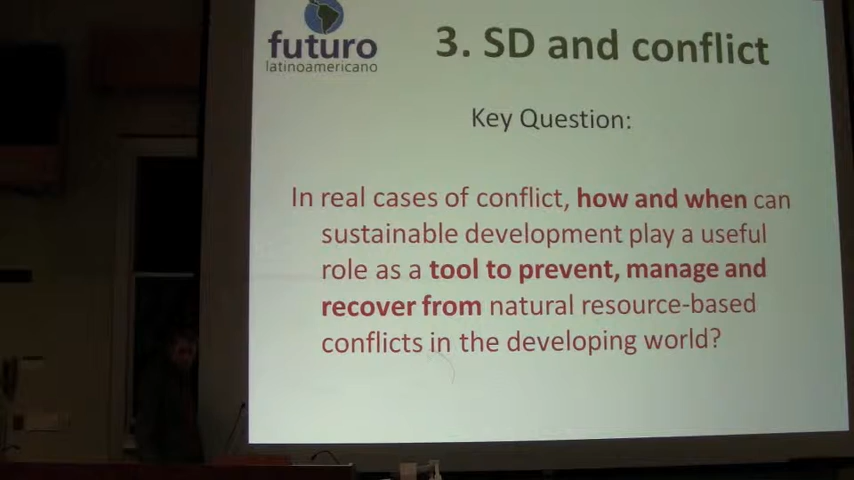 futuro
latinoamericano
3. SD and conflict
Key Question:
In real cases of conflict, how and when can
sustainable development play a useful
role as a tool to prevent, manage and
recover from natural resource-based
conflicts in the developing world?